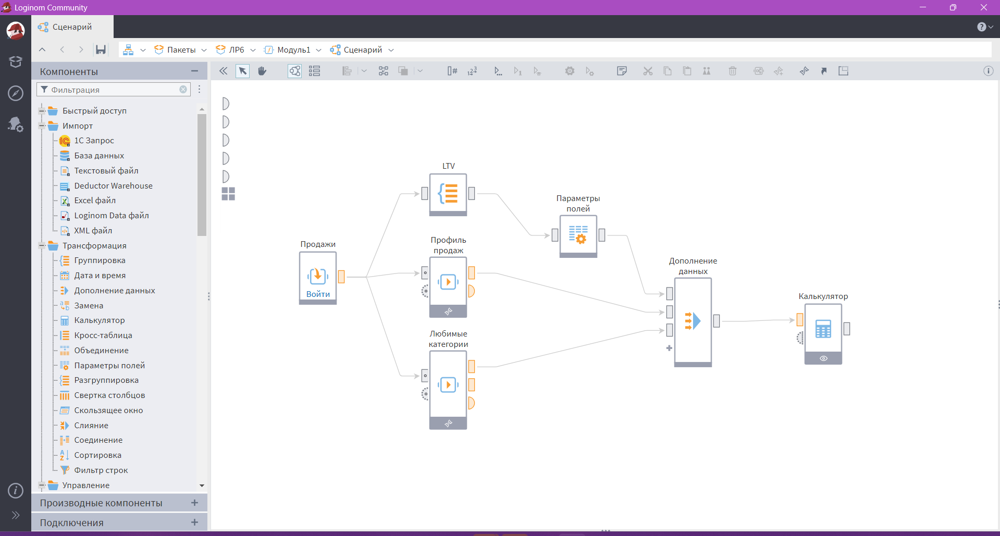 Loginom Community
Сценарий
Пакеты
ЛР6
Модуль1
Сценарий
Компоненты
Фильтрация
Быстрый доступ
Импорт
1С Запрос
База данных
Текстовый файл
Deductor Warehouse
Excel файл
Loginom Data файл
XML файл
Трансформация
Группировка
Дата и время
Дополнение данных
Замена
Калькулятор
Кросс-таблица
Объединение
Параметры полей
Разгруппировка
Свертка столбцов
Скользящее окно
Слияние
Соединение
Сортировка
Фильтр строк
Управление
Производные компоненты
Подключения
LTV
Параметры
полей
Продажи
Войти
Профиль
продаж
Дополнение
данных
Калькулятор
Любимые
категории